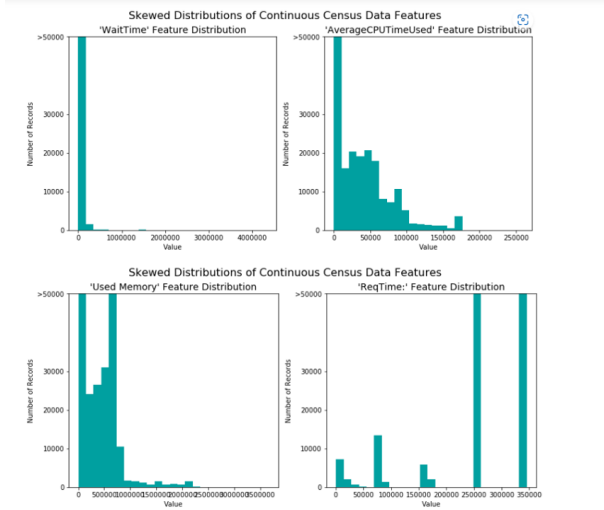 Skewed Distributions of Continuous Census Data Features
'WaitTime' Feature Distribution
'AverageCPUTimeUsed' Feature Distribution
>50000
30000
20000
10000
0
Number of Records
0 1000000 2000000 3000000 4000000
Value
>50000
30000
20000
10000
0
Number of Records
0 50000 100000 150000 200000 250000
Value
Skewed Distributions of Continuous Census Data Features
'Used Memory' Feature Distribution
'ReqTime:' Feature Distribution
>50000
30000
20000
10000
0
Number of Records
0 500000 1000000 1500000 2000000 2500000 3000000 3500000
Value
>50000
30000
20000
10000
0
Number of Records
0 50000 100000 150000 200000 250000 300000 350000
Value